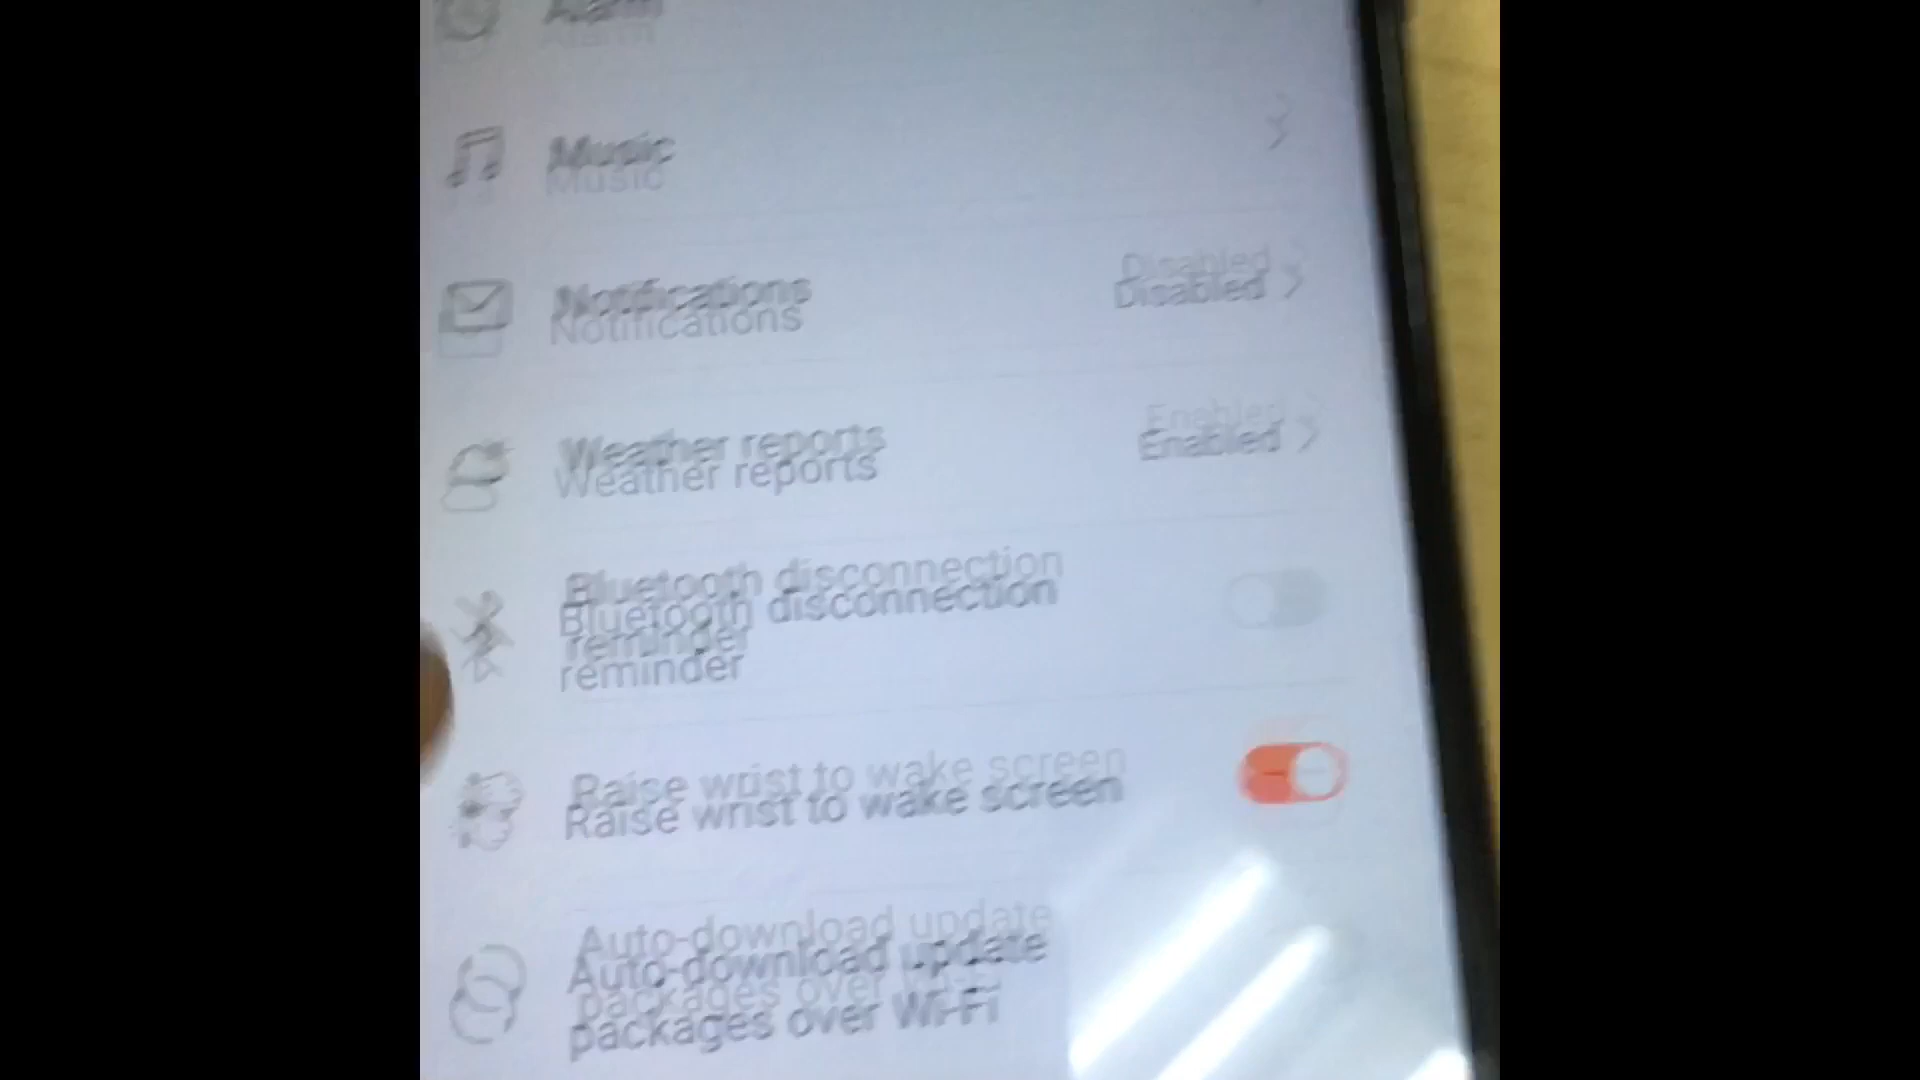 Alarm
Music
Notifications
Disabled
Weather reports
Enabled
Bluetooth disconnection
reminder
Raise wrist to wake screen
Auto-download update
packages over Wi-Fi